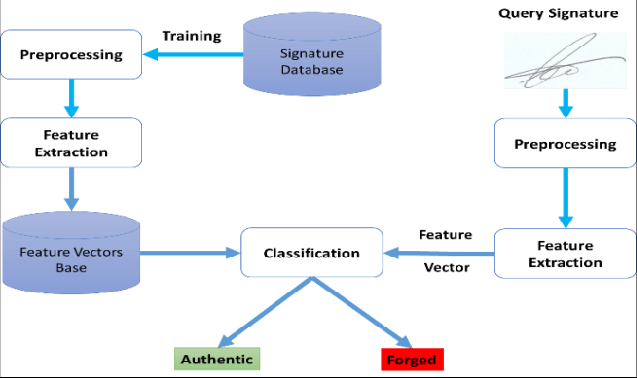 Query Signature
Training
Signature
Database
Preprocessing
Feature
Extraction
Preprocessing
Feature Vectors
Base
Classification
Feature
Vector
Feature
Extraction
Authentic
Forged